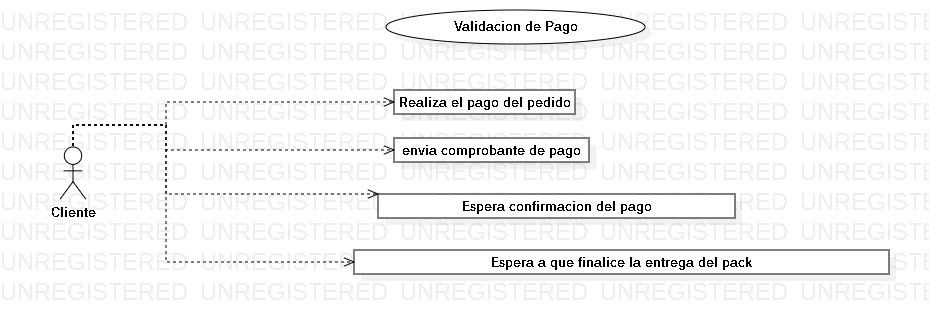 UNREGISTERED UNREGISTERED UNREGISTERED UNREGISTERED UNREGISTERED
Validacion de Pago
Realiza el pago del pedido
envia comprobante de pago
Cliente
Espera confirmacion del pago
Espera a que finalice la entrega del pack